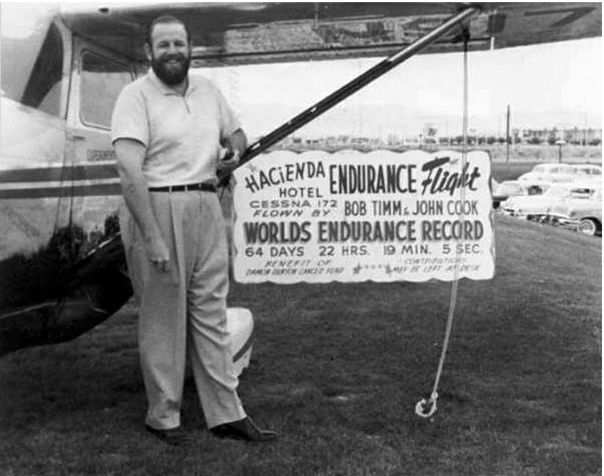 HACIENDA
HOTEL
ENDURANCE Flight
CESSNA 172
FLOWN BY
BOB TIMM & JOHN COOK
WORLDS ENDURANCE RECORD
64 DAYS 22 HRS. 19 MIN. 5 SEC.
BENEFIT OF
DAMON RUNYON CANCER FUND
CONTRIBUTIONS
MAY BE LEFT AT DESK